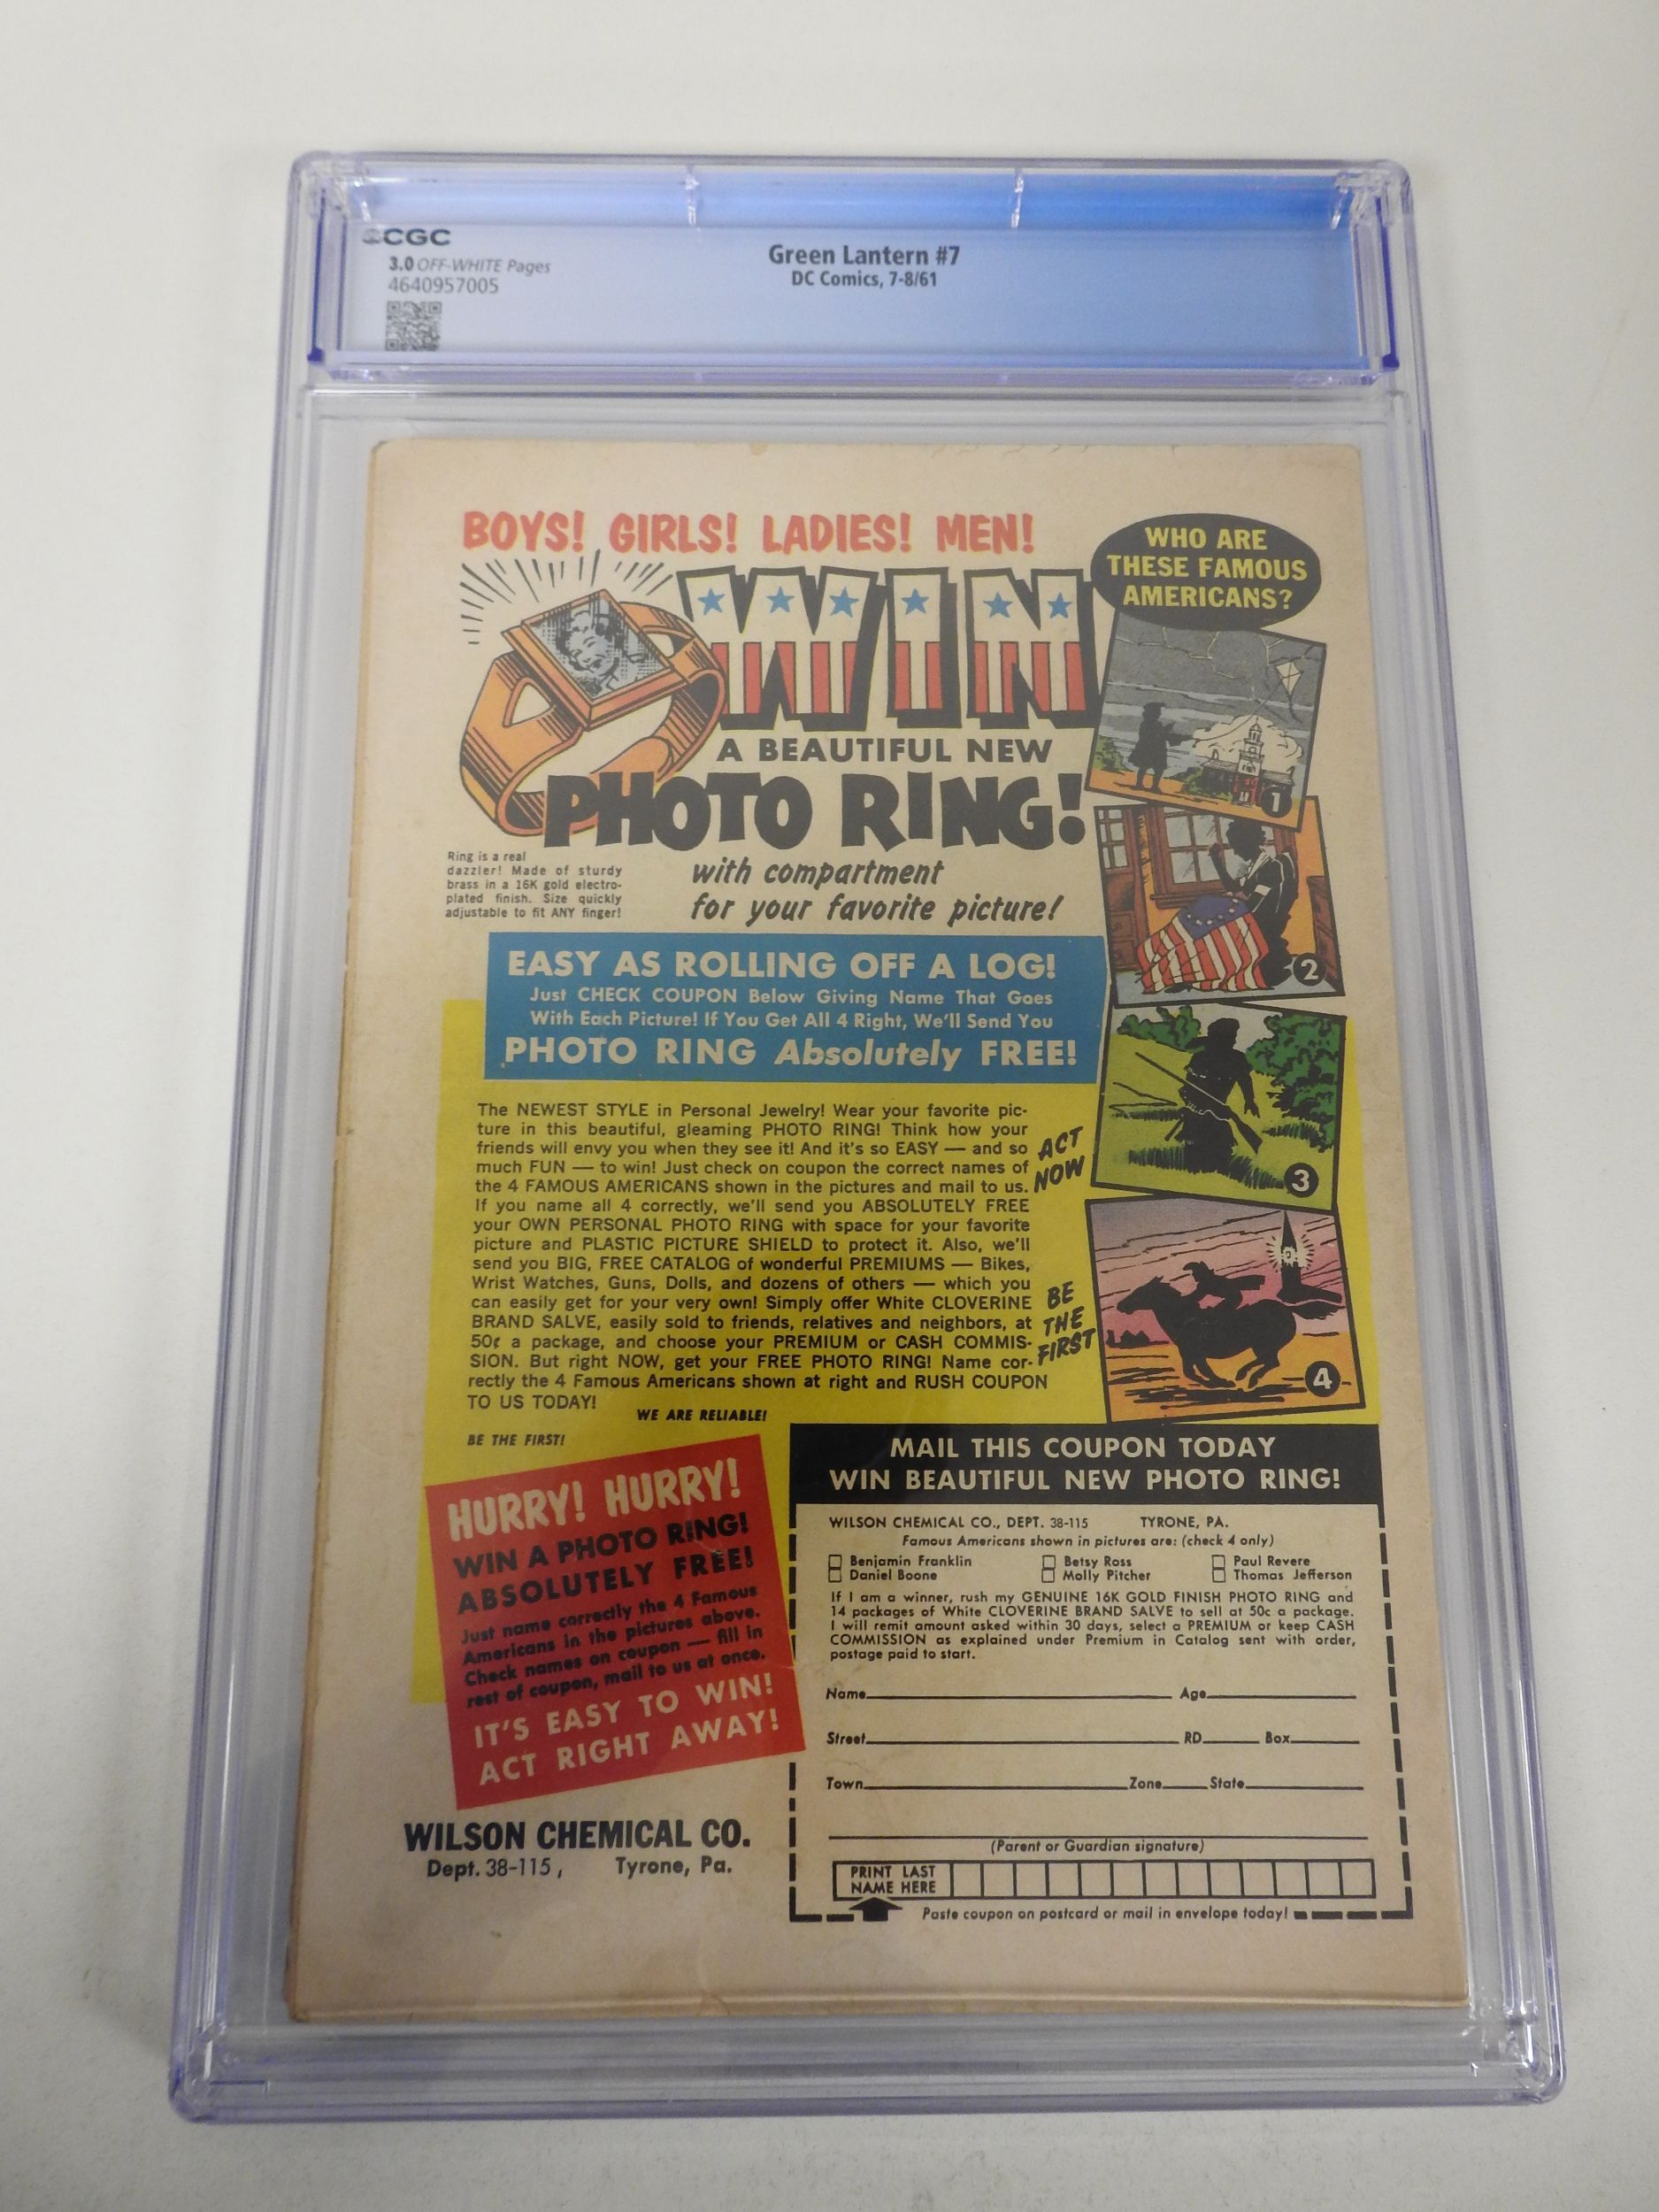 CGC
3.0 OFF-WHITE Pages
4640957005
Green Lantern #7
DC Comics, 7-8/61
BOYS! GIRLS! LADIES! MEN!
WIN
A BEAUTIFUL NEW
PHOTO RING!
with compartment
for your favorite picture!
Ring is a real
dazzler! Made of sturdy
brass in a 16K gold electro-
plated finish. Size quickly
adjustable to fit ANY finger!
WHO ARE
THESE FAMOUS
AMERICANS?
1
2
3
4
EASY AS ROLLING OFF A LOG!
Just CHECK COUPON Below Giving Name That Goes
With Each Picture! If You Get All 4 Right, We'll Send You
PHOTO RING Absolutely FREE!
The NEWEST STYLE in Personal Jewelry! Wear your favorite pic-
ture in this beautiful, gleaming PHOTO RING! Think how your
friends will envy you when they see it! And it's so EASY — and so
much FUN — to win! Just check on coupon the correct names of
the 4 FAMOUS AMERICANS shown in the pictures and mail to us.
If you name all 4 correctly, we'll send you ABSOLUTELY FREE
your OWN PERSONAL PHOTO RING with space for your favorite
picture and PLASTIC PICTURE SHIELD to protect it. Also, we'll
send you BIG, FREE CATALOG of wonderful PREMIUMS — Bikes,
Wrist Watches, Guns, Dolls, and dozens of others — which you
can easily get for your very own! Simply offer White CLOVERINE
BRAND SALVE, easily sold to friends, relatives and neighbors, at
50¢ a package, and choose your PREMIUM or CASH COMMIS-
SION. But right NOW, get your FREE PHOTO RING! Name cor-
rectly the 4 Famous Americans shown at right and RUSH COUPON
TO US TODAY!
WE ARE RELIABLE!
BE THE FIRST!
ACT
NOW
BE
THE
FIRST
HURRY! HURRY!
WIN A PHOTO RING!
ABSOLUTELY FREE!
Just name correctly the 4 Famous
Americans in the pictures above.
Check names on coupon — fill in
rest of coupon, mail to us at once.
IT'S EASY TO WIN!
ACT RIGHT AWAY!
WILSON CHEMICAL CO.
Dept. 38-115, Tyrone, Pa.
MAIL THIS COUPON TODAY
WIN BEAUTIFUL NEW PHOTO RING!
WILSON CHEMICAL CO., DEPT. 38-115 TYRONE, PA.
Famous Americans shown in pictures are: (check 4 only)
Benjamin Franklin Betsy Ross Paul Revere
Daniel Boone Molly Pitcher Thomas Jefferson
If I am a winner, rush my GENUINE 16K GOLD FINISH PHOTO RING and
14 packages of White CLOVERINE BRAND SALVE to sell at 50c a package.
I will remit amount asked within 30 days, select a PREMIUM or keep CASH
COMMISSION as explained under Premium in Catalog sent with order,
postage paid to start.
Name Age
Street RD Box
Town Zone State
(Parent or Guardian signature)
PRINT LAST
NAME HERE
Paste coupon on postcard or mail in envelope today!